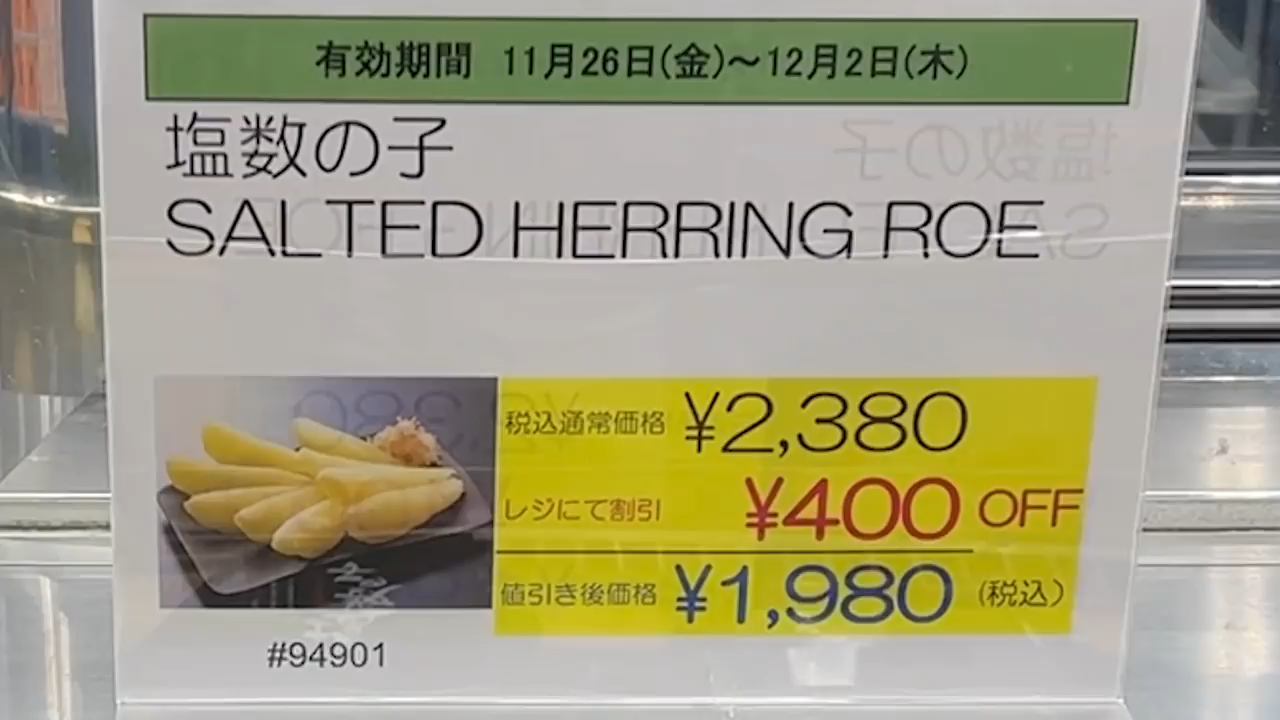 有効期間 11月26日(金)～12月2日(木)
塩数の子
SALTED HERRING ROE
税込通常価格 ¥2,380
レジにて割引 ¥400 OFF
値引き後価格 ¥1,980 (税込)
#94901